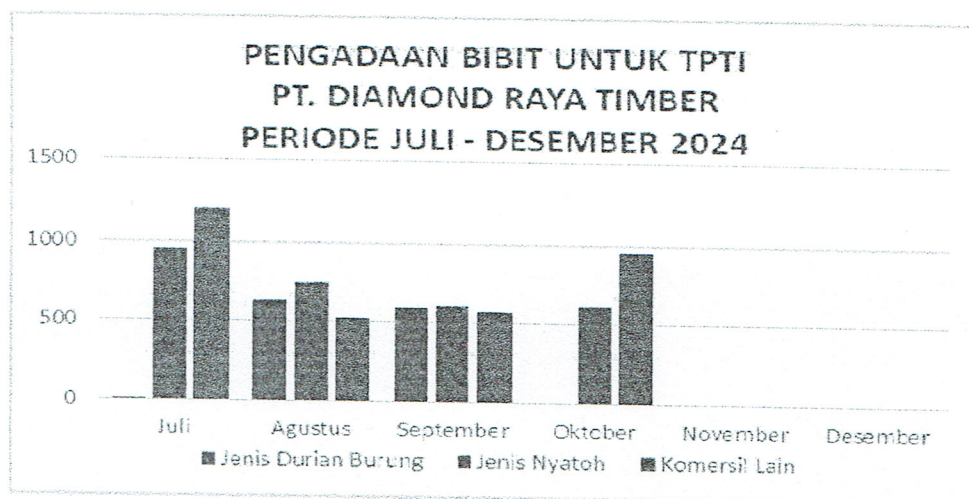 PENGADAAN BIBIT UNTUK TPTI
PT. DIAMOND RAYA TIMBER
PERIODE JULI - DESEMBER 2024
1500
1000
500
0
Juli Agustus September Oktober November Desember
Jenis Durian Burung Jenis Nyatoh Komersil Lain